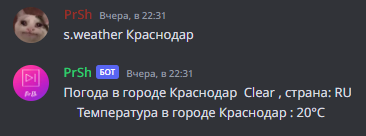 PrSh Вчера, в 22:31
s.weather Краснодар
PrSh БОТ Вчера, в 22:31
Погода в городе Краснодар Clear , страна: RU
Температура в городе Краснодар : 20°C